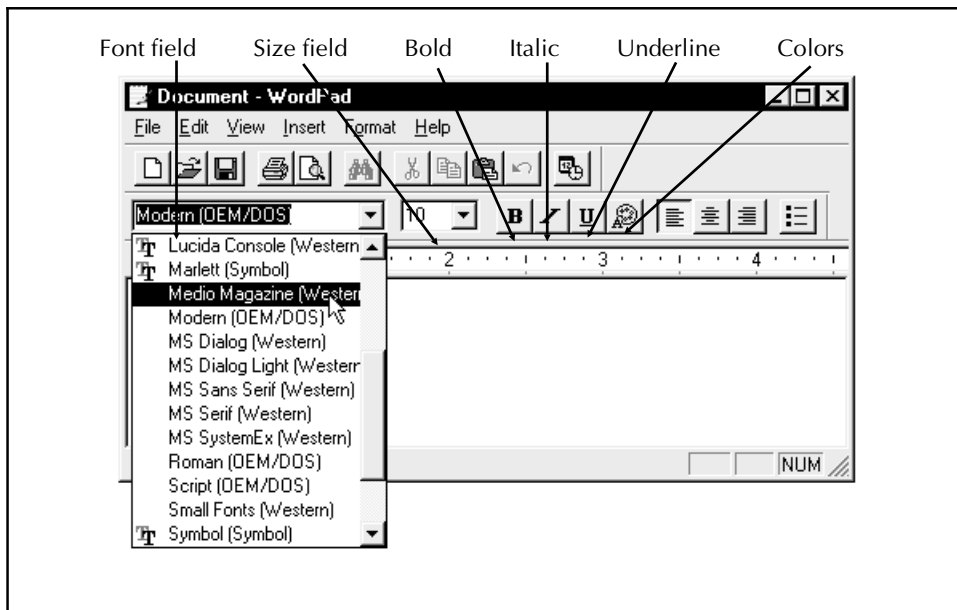 Font field Size field Bold Italic Underline Colors
Document - WordPad
File Edit View Insert Format Help
Modern (OEM/DOS) 10 B I U
Lucida Console (Western
2 3 4
Marlett (Symbol)
Medio Magazine (Western
Modern (OEM/DOS)
MS Dialog (Western)
MS Dialog Light (Western
MS Sans Serif (Western)
MS Serif (Western)
MS SystemEx (Western)
Roman (OEM/DOS)
NUM
Script (OEM/DOS)
Small Fonts (Western)
Symbol (Symbol)